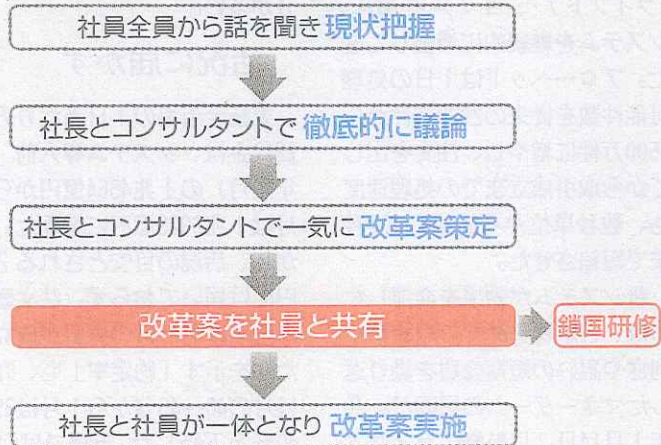 社員全員から話を聞き 現状把握
社長とコンサルタントで 徹底的に議論
社長とコンサルタントで一気に 改革案策定
改革案を社員と共有
鎖国研修
社長と社員が一体となり 改革案実施